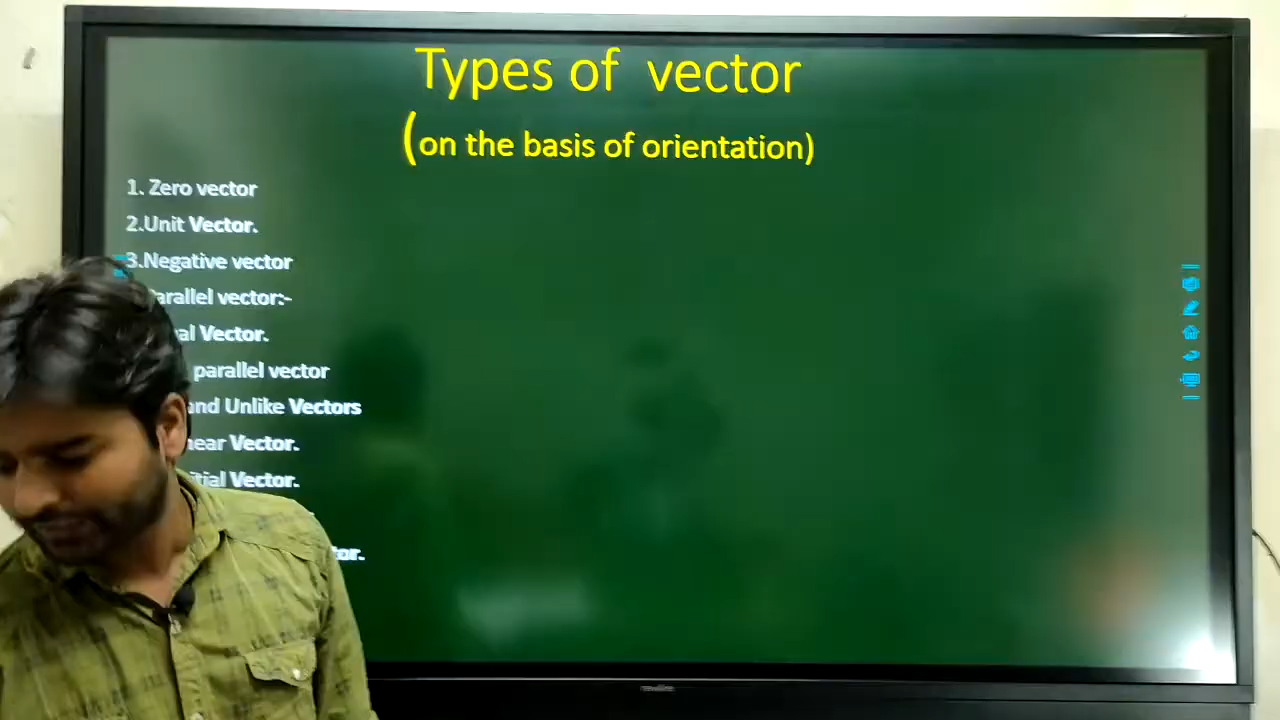 Types of vector
(on the basis of orientation)
1. Zero vector
2.Unit Vector.
3.Negative vector
Parallel vector:-
Vector.
parallel vector
and Unlike Vectors
Vector.
Vector.